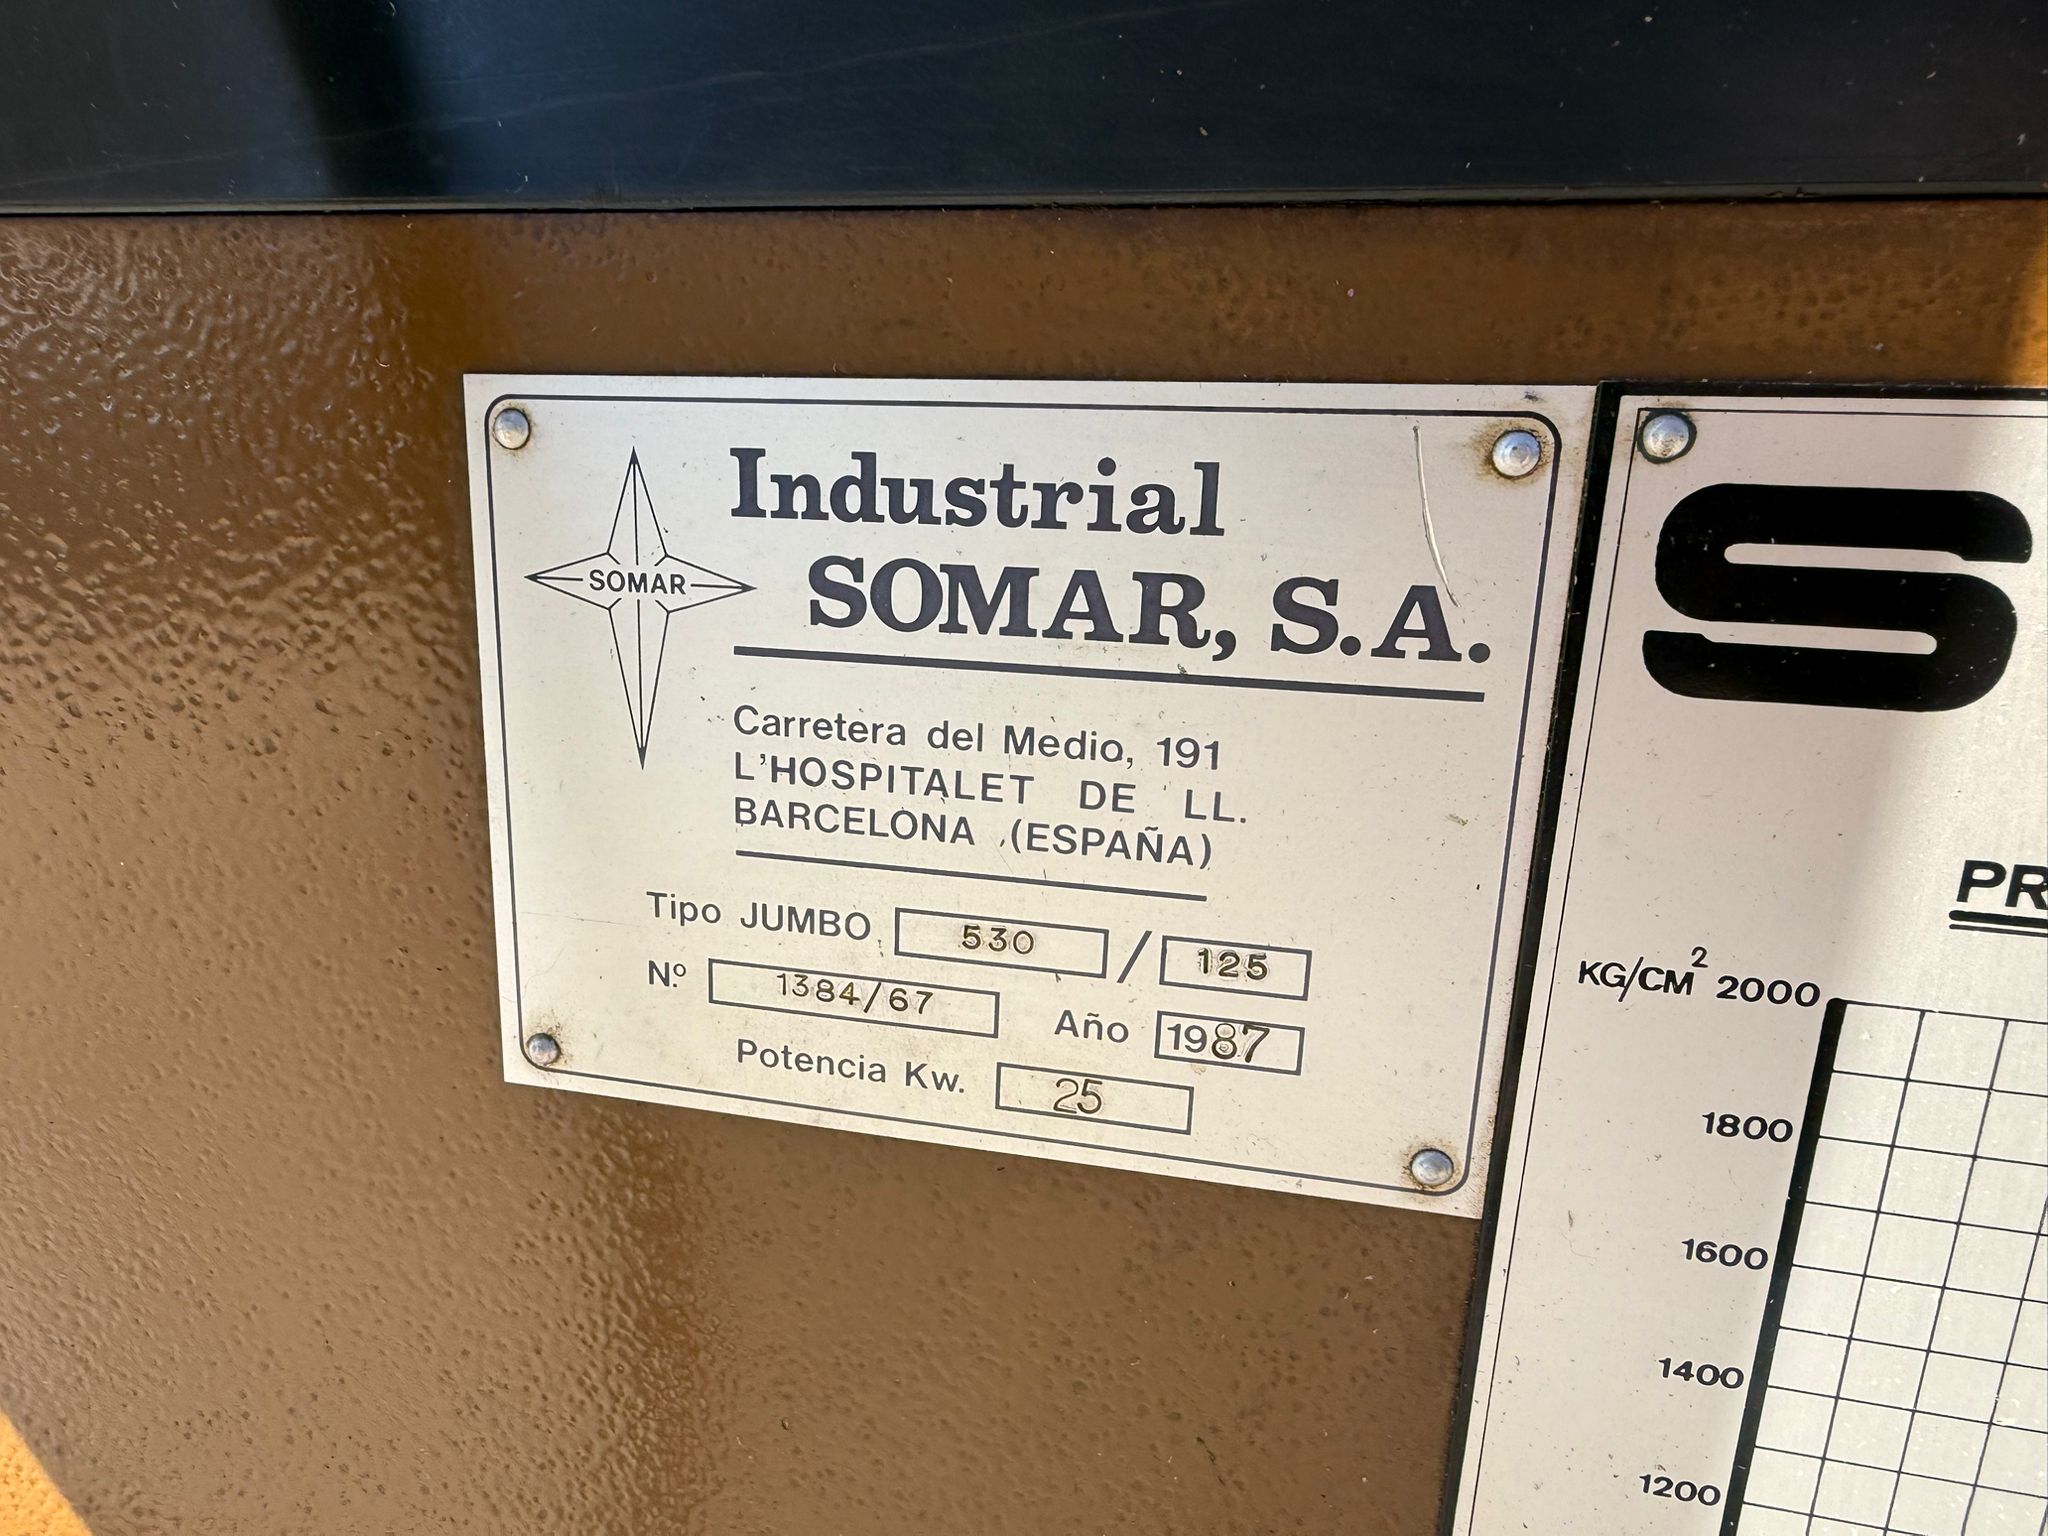 Industrial
SOMAR, S.A.
SOMAR
Carretera del Medio, 191
L'HOSPITALET DE LL.
BARCELONA (ESPAÑA)
Tipo JUMBO 530 / 125
N.º 1384/67 Año 1987
Potencia Kw. 25
S
PR
KG/CM² 2000
1800
1600
1400
1200